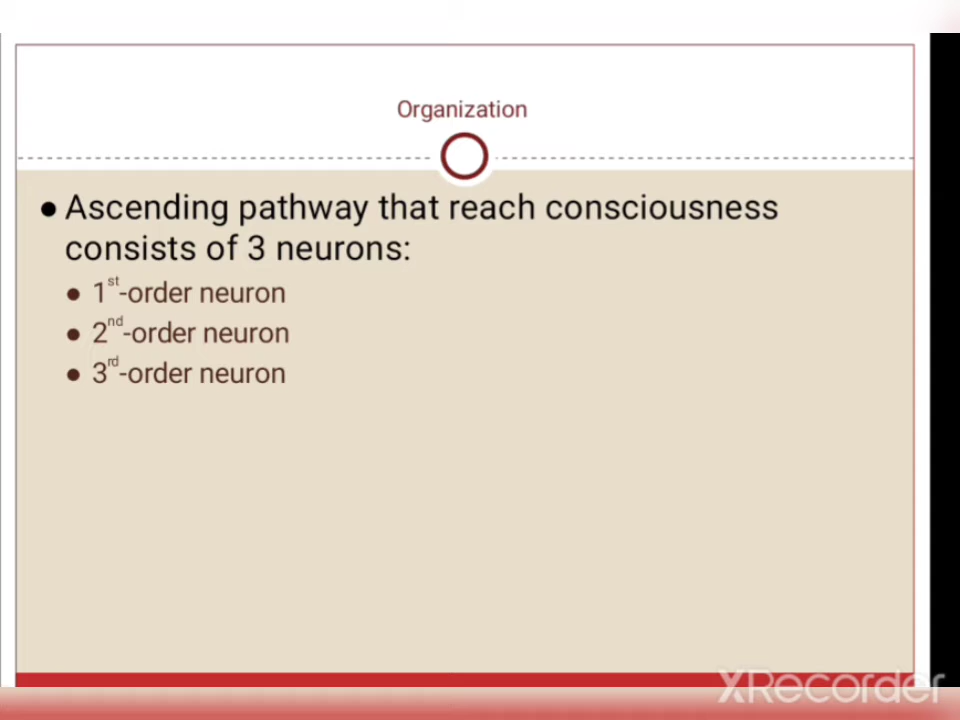 Organization
● Ascending pathway that reach consciousness
consists of 3 neurons:
● 1st-order neuron
● 2nd-order neuron
● 3rd-order neuron
XRecorder